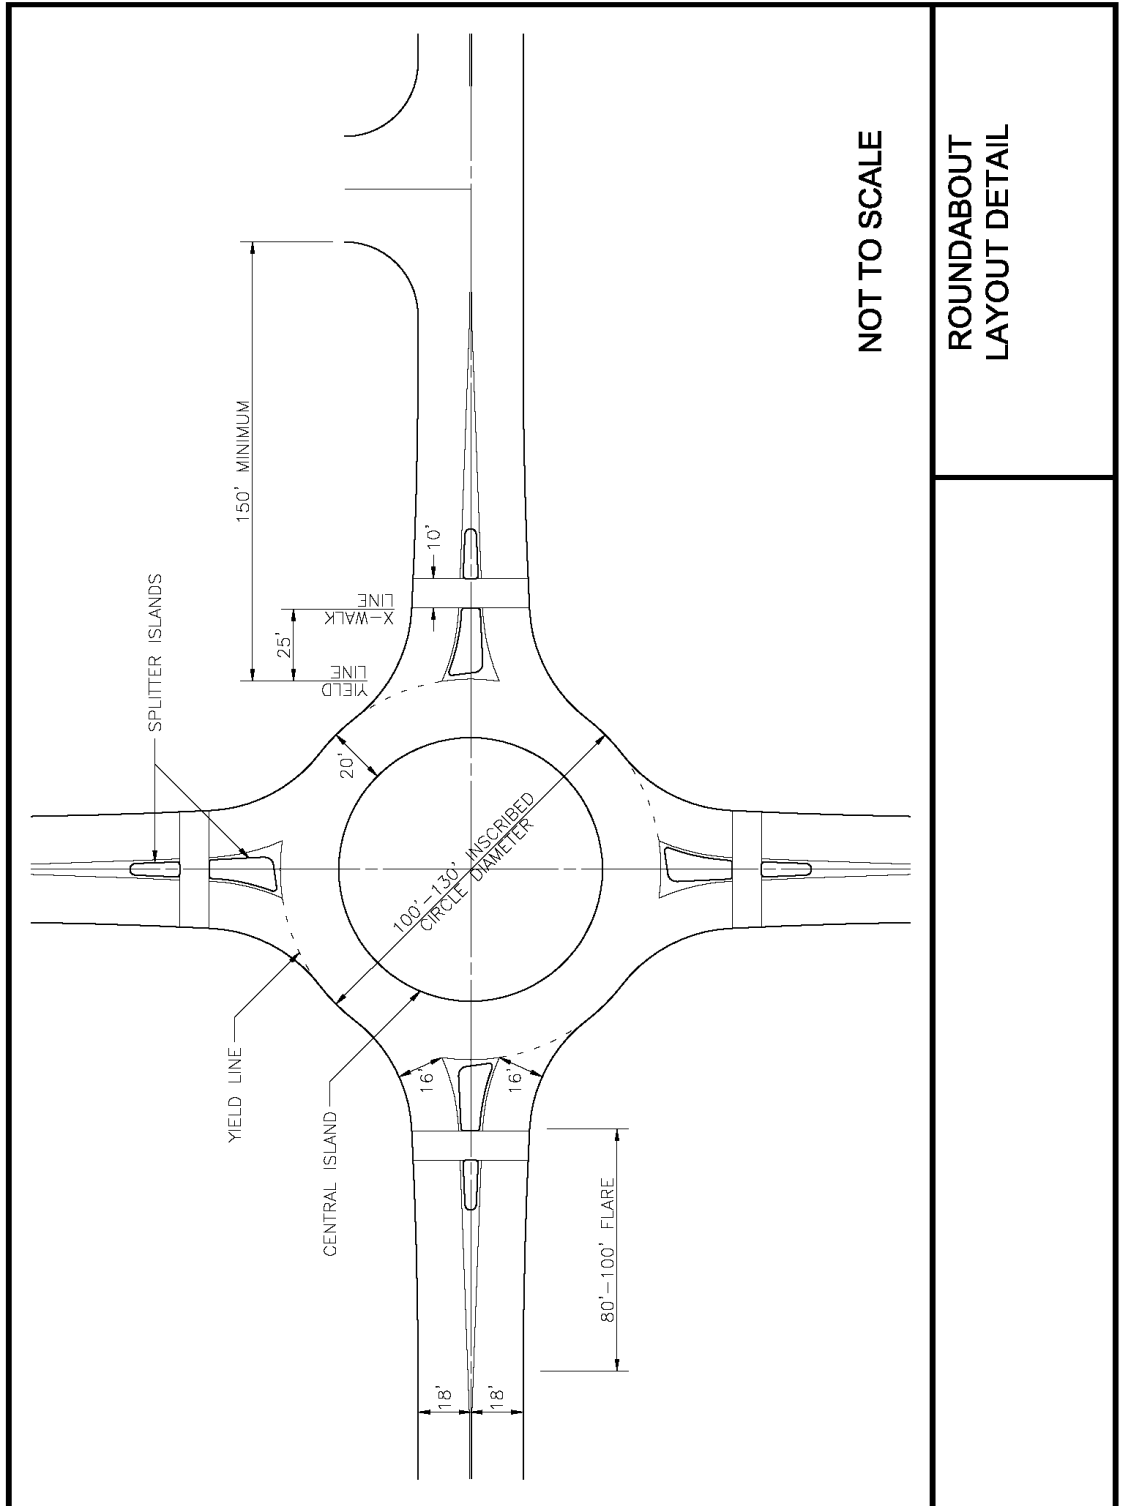 SPLITTER ISLANDS
150' MINIMUM
25'
YIELD
LINE
X-WALK
LINE
10'
20'
100'-130' INSCRIBED
CIRCLE DIAMETER
YIELD LINE
CENTRAL ISLAND
16'
16'
80'-100' FLARE
18'
18'
NOT TO SCALE
ROUNDABOUT
LAYOUT DETAIL